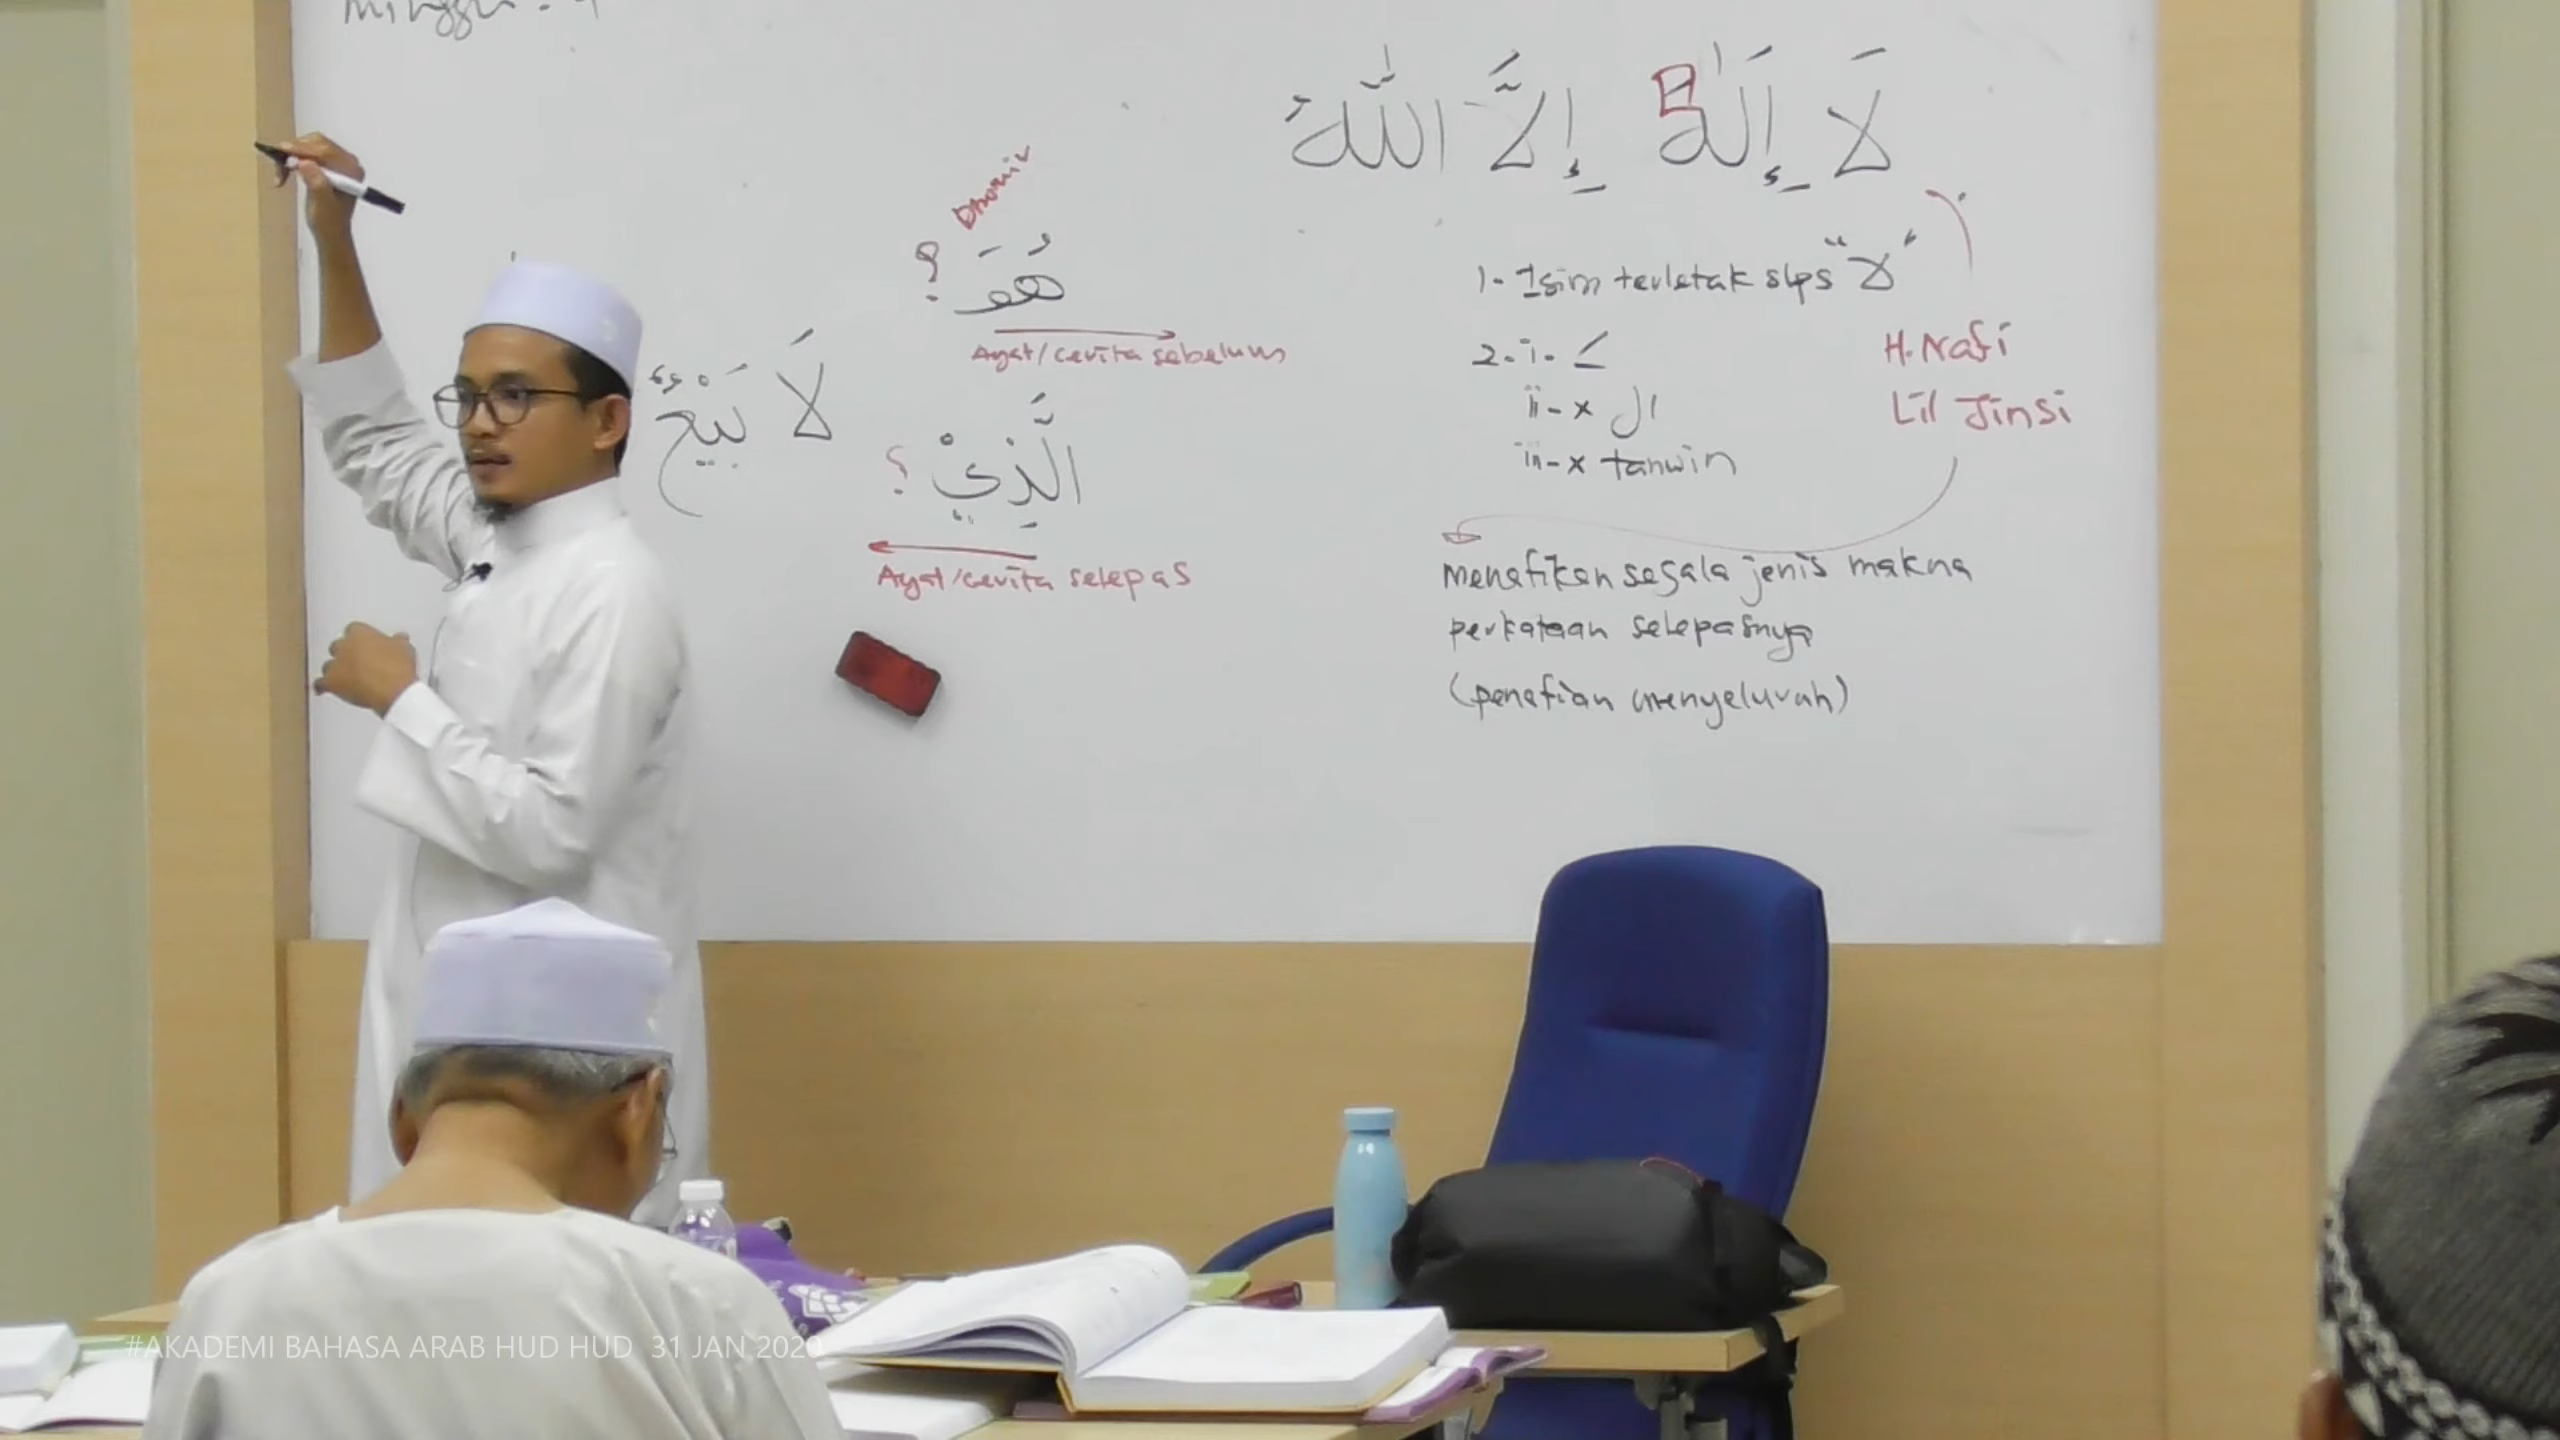 لَا إِلٰهَ إِلَّا اللّٰهُ
1. Isim terletak slps "لا"
2. i.
ii - x ال
iii - x tanwin
H. Nafi
Lil Jinsi
menafikan segala jenis makna
perkataan selepasnya
(penafian menyeluruh)
Dhomir
هُوَ ؟
Ayat/cerita sebelum
الَّذِيْ ؟
Ayat/cerita selepas
لَا بَيْعٌ
#AKADEMI BAHASA ARAB HUD HUD 31 JAN 2020